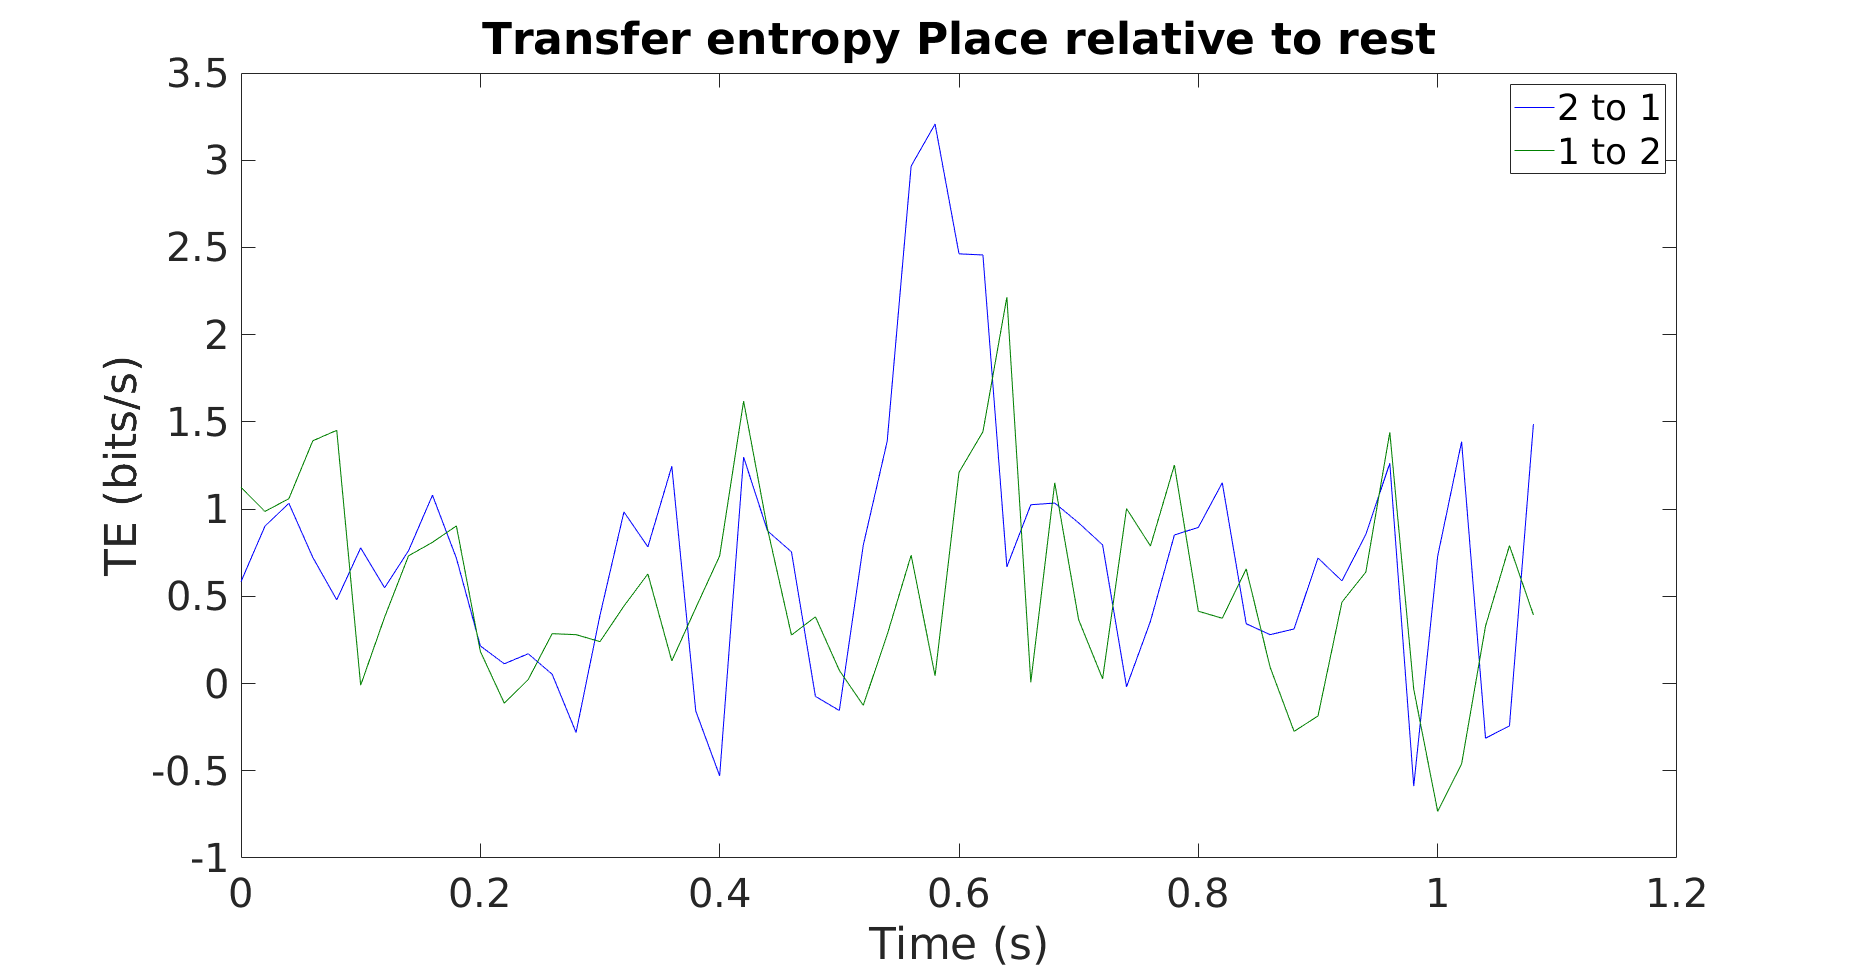 Transfer entropy Place relative to rest
3.5
3
2.5
2
1.5
1
0.5
0
-0.5
-1
TE (bits/s)
2 to 1
1 to 2
0 0.2 0.4 0.6 0.8 1 1.2
Time (s)